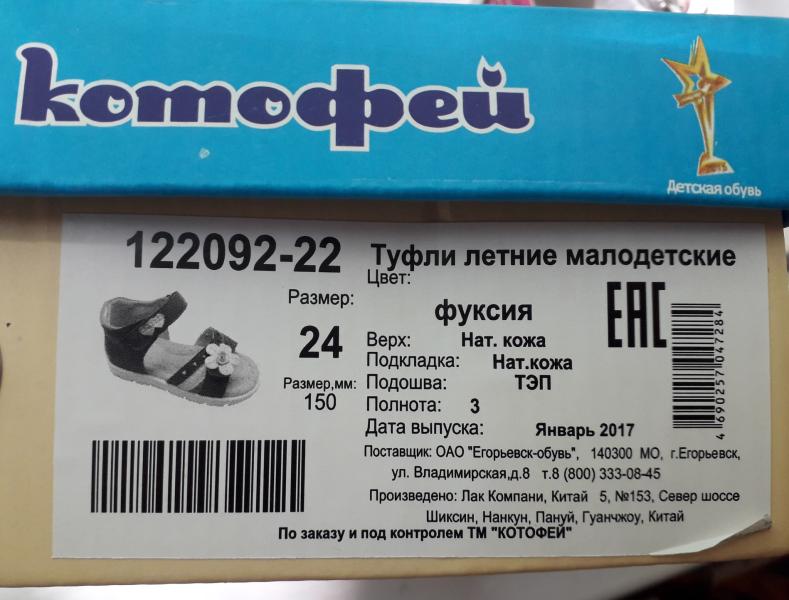 котофей
Детская обувь
122092-22 Туфли летние малодетские
Цвет:
Размер:
фуксия
EAC
24
Верх: Нат. кожа
Подкладка: Нат.кожа
Размер,мм: Подошва: ТЭП
150
Полнота: 3
Дата выпуска: Январь 2017
4 690257 047284
Поставщик: ОАО "Егорьевск-обувь", 140300 МО, г.Егорьевск,
ул. Владимирская,д.8 т.8 (800) 333-08-45
Произведено: Лак Компани, Китай 5, №153, Север шоссе
Шиксин, Нанкун, Пануй, Гуанчжоу, Китай
По заказу и под контролем ТМ "КОТОФЕЙ"